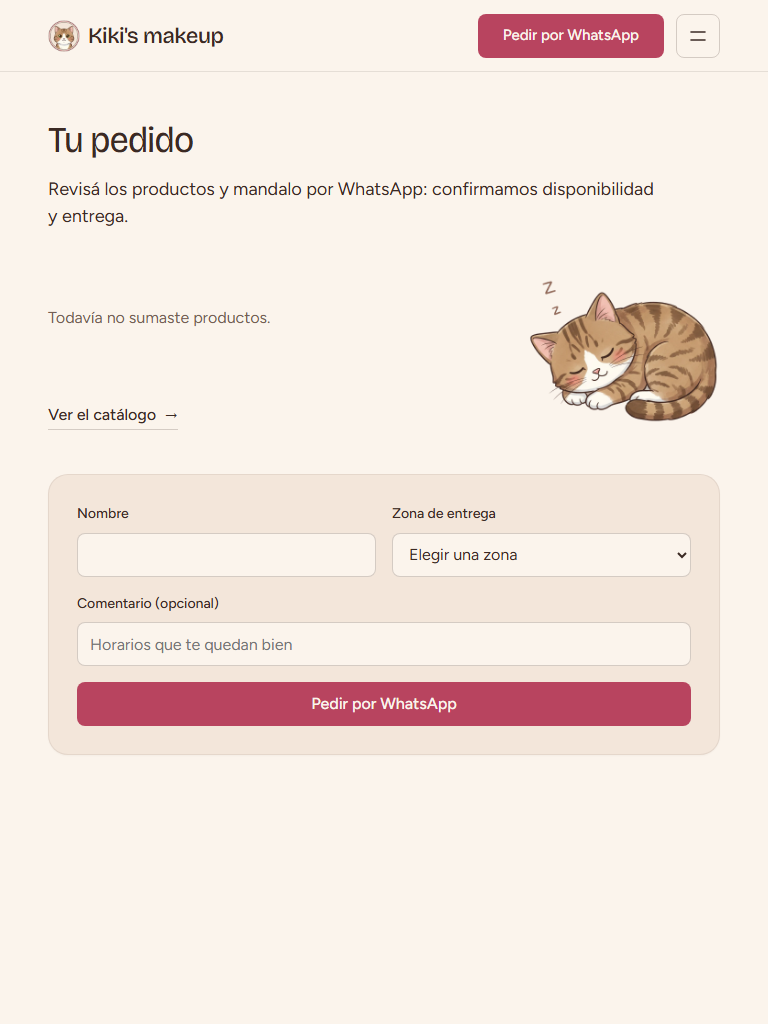 Kiki's makeup
Pedir por WhatsApp
Tu pedido
Revisá los productos y mandalo por WhatsApp: confirmamos disponibilidad
y entrega.
z
z
Todavía no sumaste productos.
Ver el catálogo →
Nombre
Zona de entrega
Elegir una zona
Comentario (opcional)
Horarios que te quedan bien
Pedir por WhatsApp